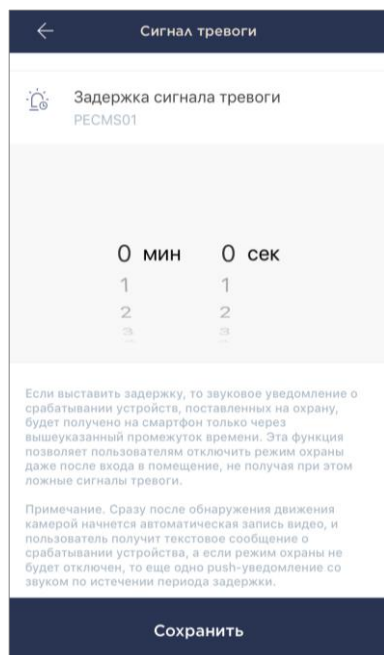 Сигнал тревоги
Задержка сигнала тревоги
PECMS01
0 мин 0 сек
1 1
2 2
3 3
Если выставить задержку, то звуковое уведомление о
срабатывании устройств, поставленных на охрану,
будет получено на смартфон только через
вышеуказанный промежуток времени. Эта функция
позволяет пользователям отключить режим охраны
даже после входа в помещение, не получая при этом
ложные сигналы тревоги.
Примечание. Сразу после обнаружения движения
камерой начнется автоматическая запись видео, и
пользователь получит текстовое сообщение о
срабатывании устройства, а если режим охраны не
будет отключен, то еще одно push-уведомление со
звуком по истечении периода задержки.
Сохранить